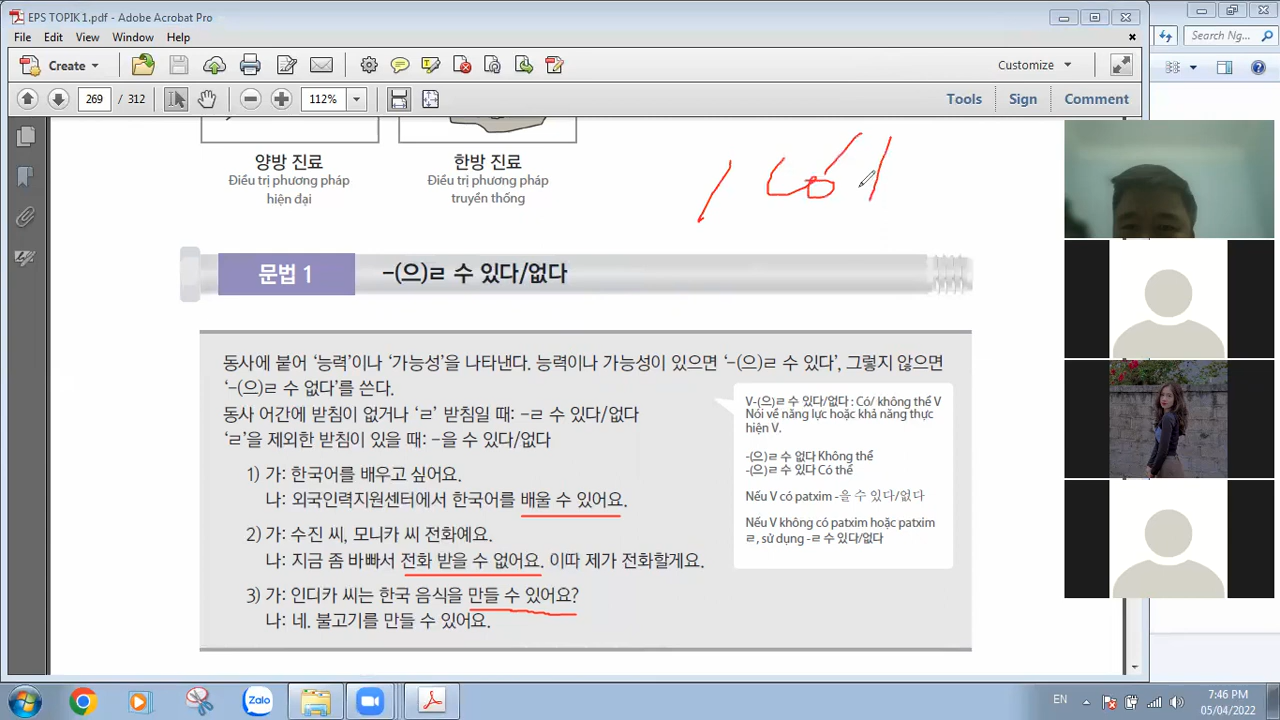 EPS TOPIK 1.pdf - Adobe Acrobat Pro
File Edit View Window Help
Create
Customize
269 / 312
112%
Tools Sign Comment
Search Ng...
양방 진료
Điều trị phương pháp
hiện đại
한방 진료
Điều trị phương pháp
truyền thống
có
문법 1
-(으)ㄹ 수 있다/없다
동사에 붙어 ‘능력’이나 ‘가능성’을 나타낸다. 능력이나 가능성이 있으면 ‘-(으)ㄹ 수 있다’, 그렇지 않으면
‘-(으)ㄹ 수 없다’를 쓴다.
동사 어간에 받침이 없거나 ‘ㄹ’ 받침일 때: -ㄹ 수 있다/없다
‘ㄹ’을 제외한 받침이 있을 때: -을 수 있다/없다
1) 가: 한국어를 배우고 싶어요.
나: 외국인력지원센터에서 한국어를 배울 수 있어요.
2) 가: 수진 씨, 모니카 씨 전화예요.
나: 지금 좀 바빠서 전화 받을 수 없어요. 이따 제가 전화할게요.
3) 가: 인디카 씨는 한국 음식을 만들 수 있어요?
나: 네. 불고기를 만들 수 있어요.
V-(으)ㄹ 수 있다/없다 : Có/ không thể V
Nói về năng lực hoặc khả năng thực
hiện V.
-(으)ㄹ 수 없다 Không thể
-(으)ㄹ 수 있다 Có thể
Nếu V có patxim -을 수 있다/없다
Nếu V không có patxim hoặc patxim
ㄹ, sử dụng -ㄹ 수 있다/없다
Zalo
EN
7:46 PM
05/04/2022